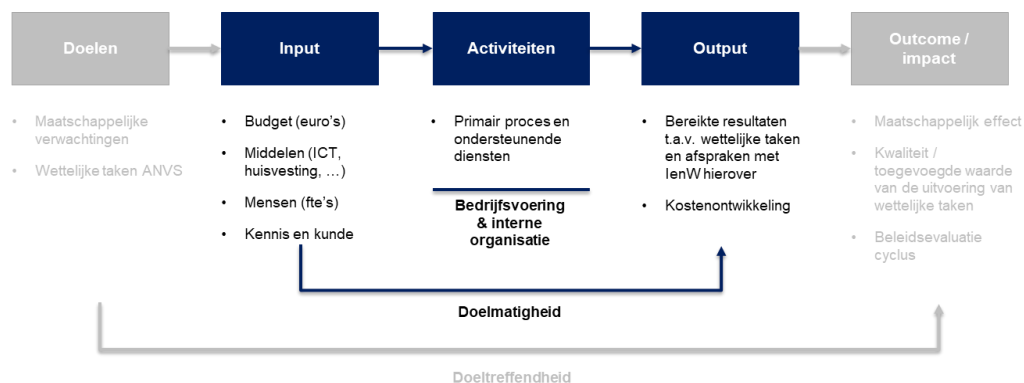 Doelen
Input
Activiteiten
Output
Outcome /
impact
• Maatschappelijke
verwachtingen
• Wettelijke taken ANVS
• Budget (euro's)
• Middelen (ICT,
huisvesting, …)
• Mensen (fte's)
• Kennis en kunde
• Primair proces en
ondersteunende
diensten
Bedrijfsvoering
& interne
organisatie
• Bereikte resultaten
t.a.v. wettelijke taken
en afspraken met
IenW hierover
• Kostenontwikkeling
• Maatschappelijk effect
• Kwaliteit /
toegevoegde waarde
van de uitvoering van
wettelijke taken
• Beleidsevaluatie
cyclus
Doelmatigheid
Doeltreffendheid